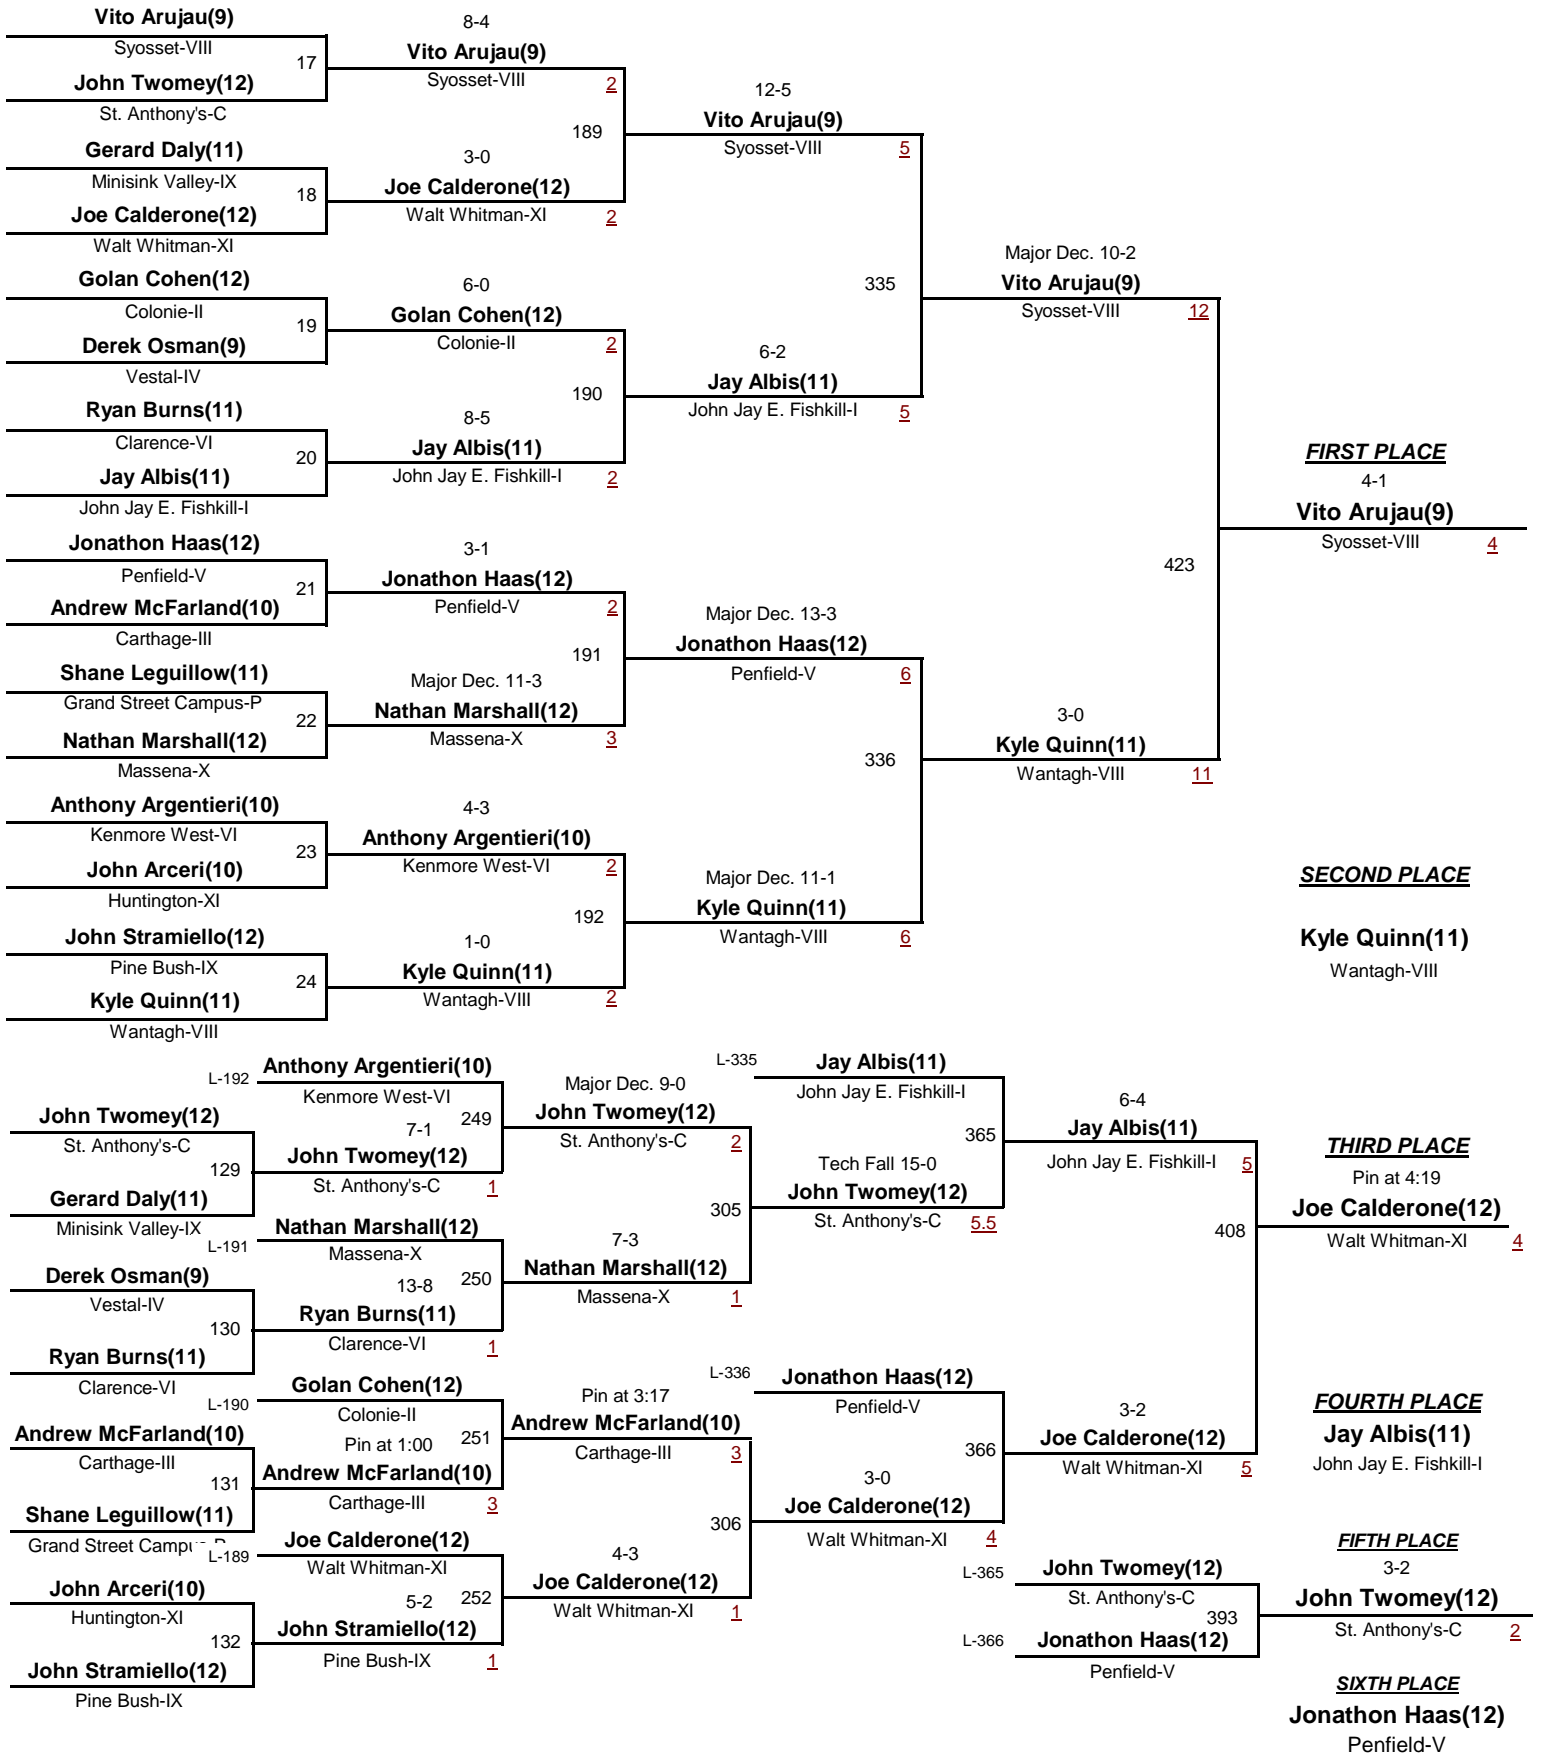 Vito Arujau(9)
Syosset-VIII
17
John Twomey(12)
St. Anthony's-C
Gerard Daly(11)
Minisink Valley-IX
18
Joe Calderone(12)
Walt Whitman-XI
Golan Cohen(12)
Colonie-II
19
Derek Osman(9)
Vestal-IV
Ryan Burns(11)
Clarence-VI
20
Jay Albis(11)
John Jay E. Fishkill-I
Jonathon Haas(12)
Penfield-V
21
Andrew McFarland(10)
Carthage-III
Shane Leguillow(11)
Grand Street Campus-P
22
Nathan Marshall(12)
Massena-X
Anthony Argentieri(10)
Kenmore West-VI
23
John Arceri(10)
Huntington-XI
John Stramiello(12)
Pine Bush-IX
24
Kyle Quinn(11)
Wantagh-VIII
8-4
Vito Arujau(9)
Syosset-VIII
2
189
3-0
Joe Calderone(12)
Walt Whitman-XI
2
6-0
Golan Cohen(12)
Colonie-II
2
190
8-5
Jay Albis(11)
John Jay E. Fishkill-I
2
3-1
Jonathon Haas(12)
Penfield-V
2
191
Major Dec. 11-3
Nathan Marshall(12)
Massena-X
3
4-3
Anthony Argentieri(10)
Kenmore West-VI
2
192
1-0
Kyle Quinn(11)
Wantagh-VIII
2
12-5
Vito Arujau(9)
Syosset-VIII
5
335
6-2
Jay Albis(11)
John Jay E. Fishkill-I
5
Major Dec. 13-3
Jonathon Haas(12)
Penfield-V
6
336
Major Dec. 11-1
Kyle Quinn(11)
Wantagh-VIII
6
Major Dec. 10-2
Vito Arujau(9)
Syosset-VIII
12
423
3-0
Kyle Quinn(11)
Wantagh-VIII
11
FIRST PLACE
4-1
Vito Arujau(9)
Syosset-VIII
4
SECOND PLACE
Kyle Quinn(11)
Wantagh-VIII
John Twomey(12)
St. Anthony's-C
129
Gerard Daly(11)
Minisink Valley-IX
Derek Osman(9)
Vestal-IV
130
Ryan Burns(11)
Clarence-VI
Andrew McFarland(10)
Carthage-III
131
Shane Leguillow(11)
Grand Street Campus-P
John Arceri(10)
Huntington-XI
132
John Stramiello(12)
Pine Bush-IX
L-192
Anthony Argentieri(10)
Kenmore West-VI
249
7-1
John Twomey(12)
St. Anthony's-C
1
L-191
Nathan Marshall(12)
Massena-X
250
13-8
Ryan Burns(11)
Clarence-VI
1
L-190
Golan Cohen(12)
Colonie-II
251
Pin at 1:00
Andrew McFarland(10)
Carthage-III
3
L-189
Joe Calderone(12)
Walt Whitman-XI
252
5-2
John Stramiello(12)
Pine Bush-IX
1
Major Dec. 9-0
John Twomey(12)
St. Anthony's-C
2
305
7-3
Nathan Marshall(12)
Massena-X
1
Pin at 3:17
Andrew McFarland(10)
Carthage-III
3
306
4-3
Joe Calderone(12)
Walt Whitman-XI
1
L-335
Jay Albis(11)
John Jay E. Fishkill-I
365
Tech Fall 15-0
John Twomey(12)
St. Anthony's-C
5.5
L-336
Jonathon Haas(12)
Penfield-V
366
3-0
Joe Calderone(12)
Walt Whitman-XI
4
6-4
Jay Albis(11)
John Jay E. Fishkill-I
5
408
3-2
Joe Calderone(12)
Walt Whitman-XI
5
THIRD PLACE
Pin at 4:19
Joe Calderone(12)
Walt Whitman-XI
4
FOURTH PLACE
Jay Albis(11)
John Jay E. Fishkill-I
L-365
John Twomey(12)
St. Anthony's-C
393
L-366
Jonathon Haas(12)
Penfield-V
FIFTH PLACE
3-2
John Twomey(12)
St. Anthony's-C
2
SIXTH PLACE
Jonathon Haas(12)
Penfield-V